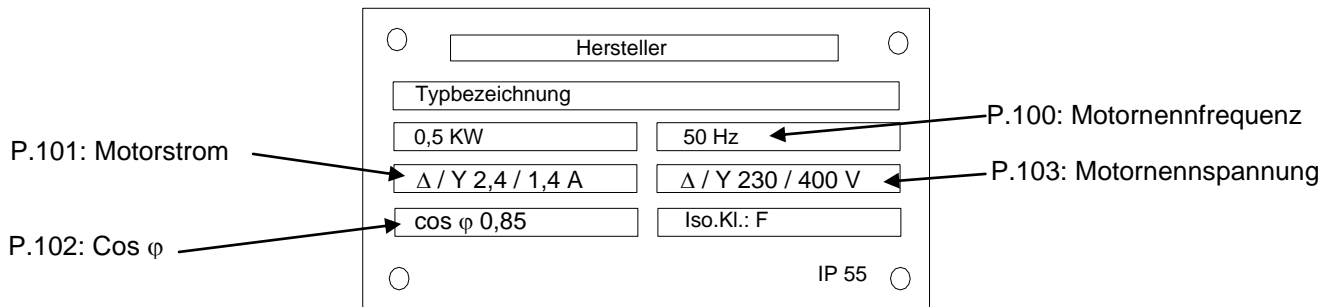 Hersteller
Typbezeichnung
P.100: Motornennfrequenz
0,5 KW
50 Hz
P.101: Motorstrom
Δ / Y 2,4 / 1,4 A
Δ / Y 230 / 400 V
P.103: Motornennspannung
P.102: Cos φ
cos φ 0,85
Iso.Kl.: F
IP 55